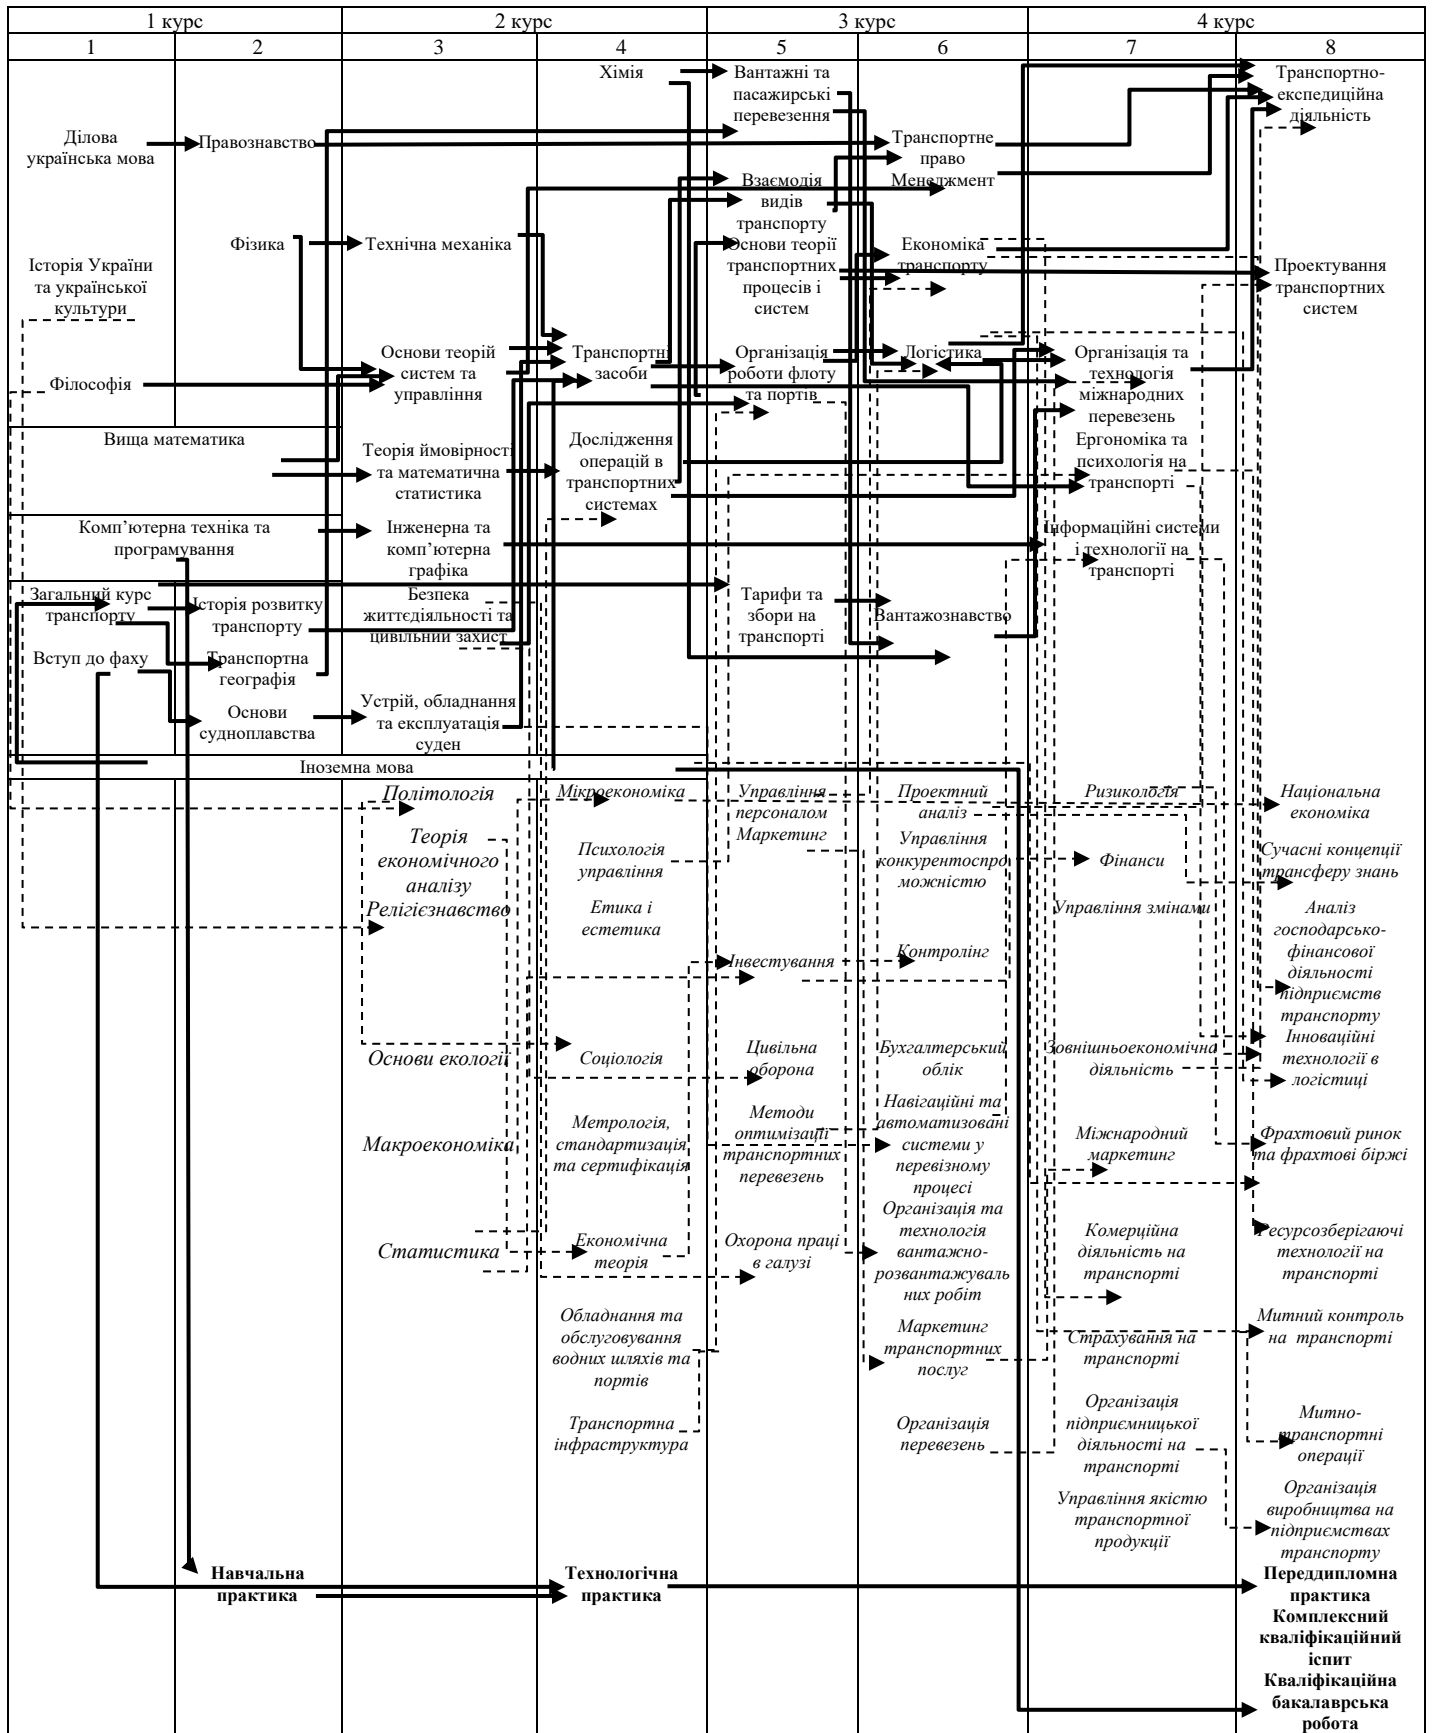 1 курс
2 курс
3 курс
4 курс
1
2
3
4
5
6
7
8
Ділова
українська мова
Історія України
та української
культури
Філософія
Правознавство
Фізика
Вища математика
Комп’ютерна техніка та
програмування
Загальний курс
транспорту
Вступ до фаху
Історія розвитку
транспорту
Транспортна
географія
Основи
судноплавства
Технічна механіка
Основи теорій
систем та
управління
Теорія ймовірності
та математична
статистика
Інженерна та
комп’ютерна
графіка
Безпека
життєдіяльності та
цивільний захист
Устрій, обладнання
та експлуатація
суден
Іноземна мова
Хімія
Транспортні
засоби
Дослідження
операцій в
транспортних
системах
Вантажні та
пасажирські
перевезення
Взаємодія
видів
транспорту
Основи теорії
транспортних
процесів і
систем
Організація
роботи флоту
та портів
Тарифи та
збори на
транспорті
Транспортне
право
Менеджмент
Економіка
транспорту
Логістика
Вантажознавство
Організація та
технологія
міжнародних
перевезень
Ергономіка та
психологія на
транспорті
Інформаційні системи
і технології на
транспорті
Транспортно-
експедиційна
діяльність
Проектування
транспортних
систем
Політологія
Теорія
економічного
аналізу
Релігієзнавство
Основи екології
Макроекономіка
Статистика
Мікроекономіка
Психологія
управління
Етика і
естетика
Соціологія
Метрологія,
стандартизація
та сертифікація
Економічна
теорія
Обладнання та
обслуговування
водних шляхів та
портів
Транспортна
інфраструктура
Управління
персоналом
Маркетинг
Інвестування
Цивільна
оборона
Методи
оптимізації
транспортних
перевезень
Охорона праці
в галузі
Проектний
аналіз
Управління
конкурентоспро
можністю
Контролінг
Бухгалтерський
облік
Навігаційні та
автоматизовані
системи у
перевізному
процесі
Організація та
технологія
вантажно-
розвантажуваль
них робіт
Маркетинг
транспортних
послуг
Організація
перевезень
Ризикологія
Фінанси
Управління змінами
Зовнішньоекономічна
діяльність
Міжнародний
маркетинг
Комерційна
діяльність на
транспорті
Страхування на
транспорті
Організація
підприємницької
діяльності на
транспорті
Управління якістю
транспортної
продукції
Національна
економіка
Сучасні концепції
трансферу знань
Аналіз
господарсько-
фінансової
діяльності
підприємств
транспорту
Інноваційні
технології в
логістиці
Фрахтовий ринок
та фрахтові біржі
Ресурсозберігаючі
технології на
транспорті
Митний контроль
на транспорті
Митно-
транспортні
операції
Організація
виробництва на
підприємствах
транспорту
Навчальна
практика
Технологічна
практика
Переддипломна
практика
Комплексний
кваліфікаційний
іспит
Кваліфікаційна
бакалаврська
робота